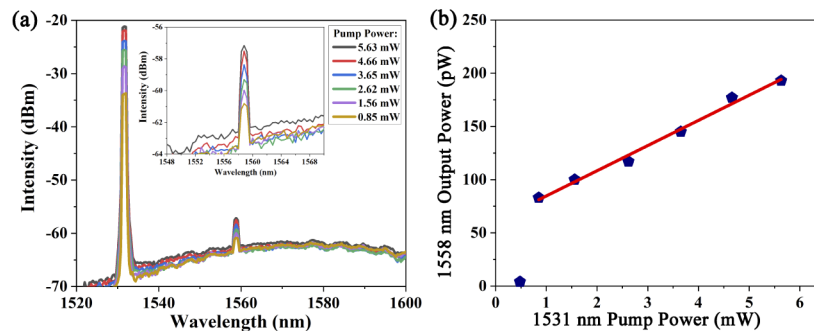 (a)
-20
-30
-40
-50
-60
-70
Intensity (dBm)
1520
1540
1560
1580
1600
Wavelength (nm)
-56
-58
-60
-62
-64
Intensity (dBm)
1548
1552
1556
1560
1564
1568
Wavelength (nm)
Pump Power:
5.63 mW
4.66 mW
3.65 mW
2.62 mW
1.56 mW
0.85 mW
(b)
250
200
150
100
50
0
1558 nm Output Power (pW)
0
1
2
3
4
5
6
1531 nm Pump Power (mW)